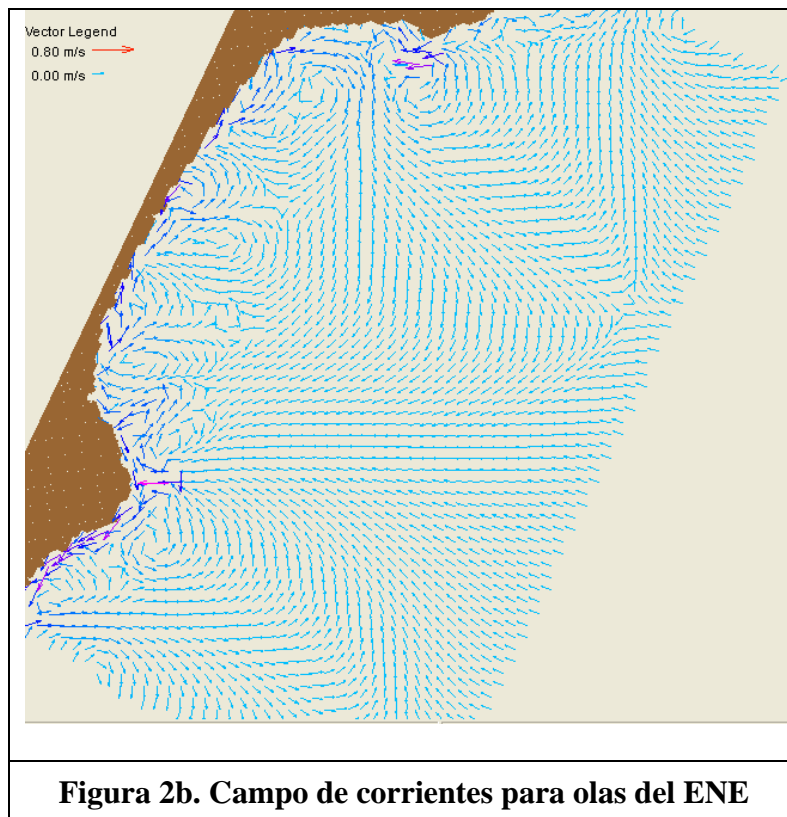 Vector Legend
0.80 m/s
0.00 m/s
Figura 2b. Campo de corrientes para olas del ENE